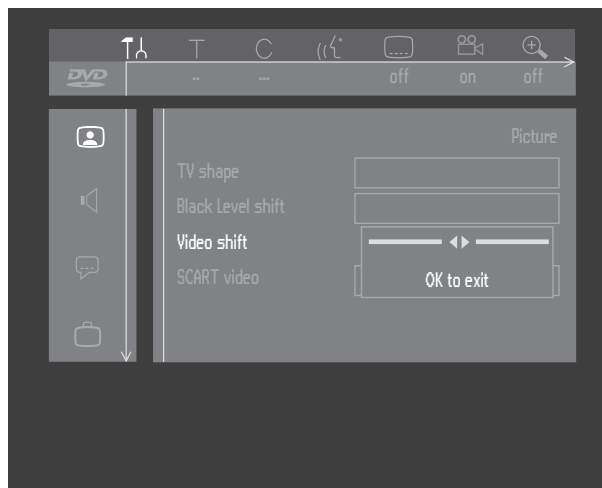 T C
DVD .. ... off on off
Picture
TV shape
Black Level shift
Video shift
SCART video
OK to exit